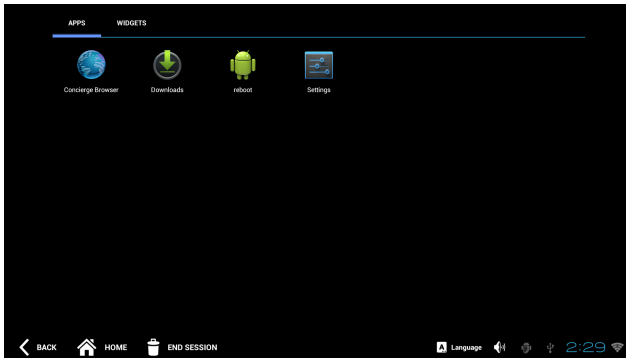 APPS WIDGETS
Concierge Browser Downloads reboot Settings
BACK HOME END SESSION A Language 2:29